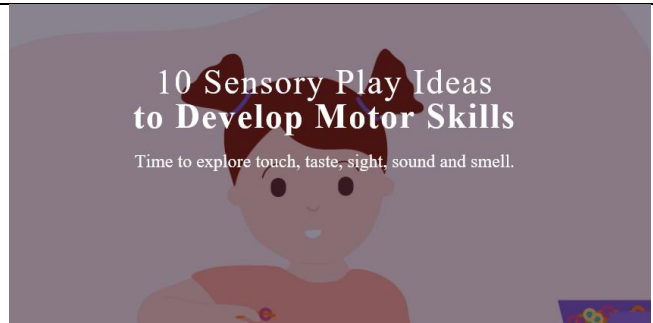 10 Sensory Play Ideas
to Develop Motor Skills
Time to explore touch, taste, sight, sound and smell.